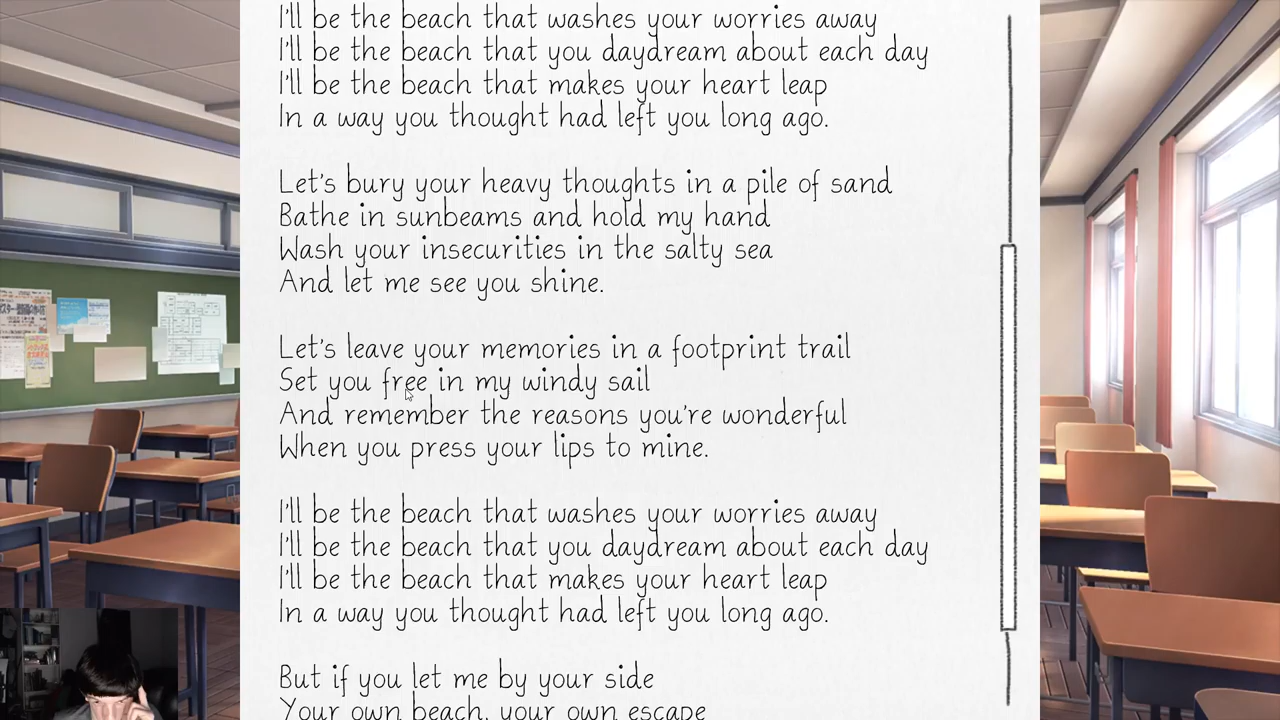 I'll be the beach that washes your worries away
I'll be the beach that you daydream about each day
I'll be the beach that makes your heart leap
In a way you thought had left you long ago.
Let's bury your heavy thoughts in a pile of sand
Bathe in sunbeams and hold my hand
Wash your insecurities in the salty sea
And let me see you shine.
Let's leave your memories in a footprint trail
Set you free in my windy sail
And remember the reasons you're wonderful
When you press your lips to mine.
I'll be the beach that washes your worries away
I'll be the beach that you daydream about each day
I'll be the beach that makes your heart leap
In a way you thought had left you long ago.
But if you let me by your side
Your own beach, your own escape